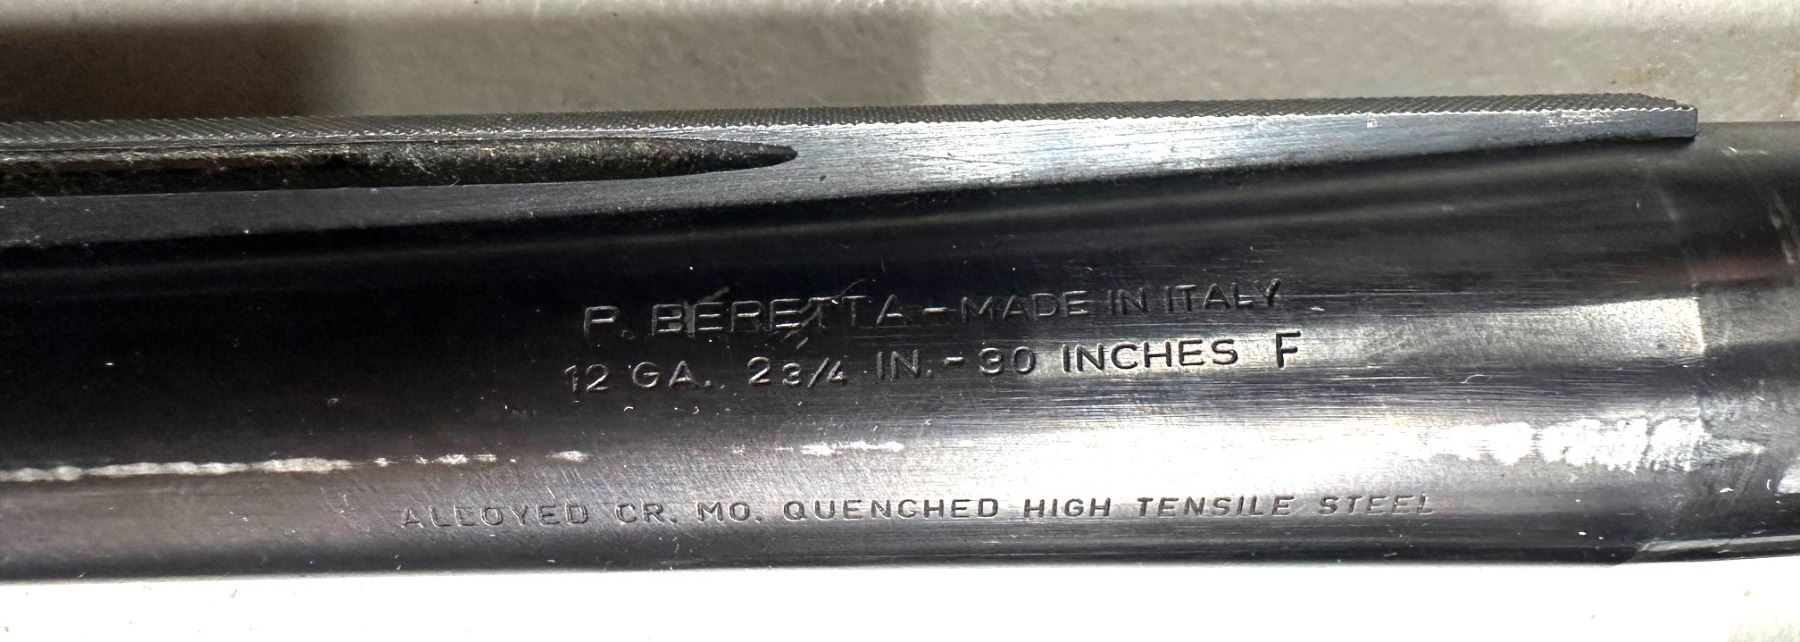 P. BERETTA - MADE IN ITALY
12 GA. 2 3/4 IN. - 30 INCHES F
ALLOYED CR. MO. QUENCHED HIGH TENSILE STEEL